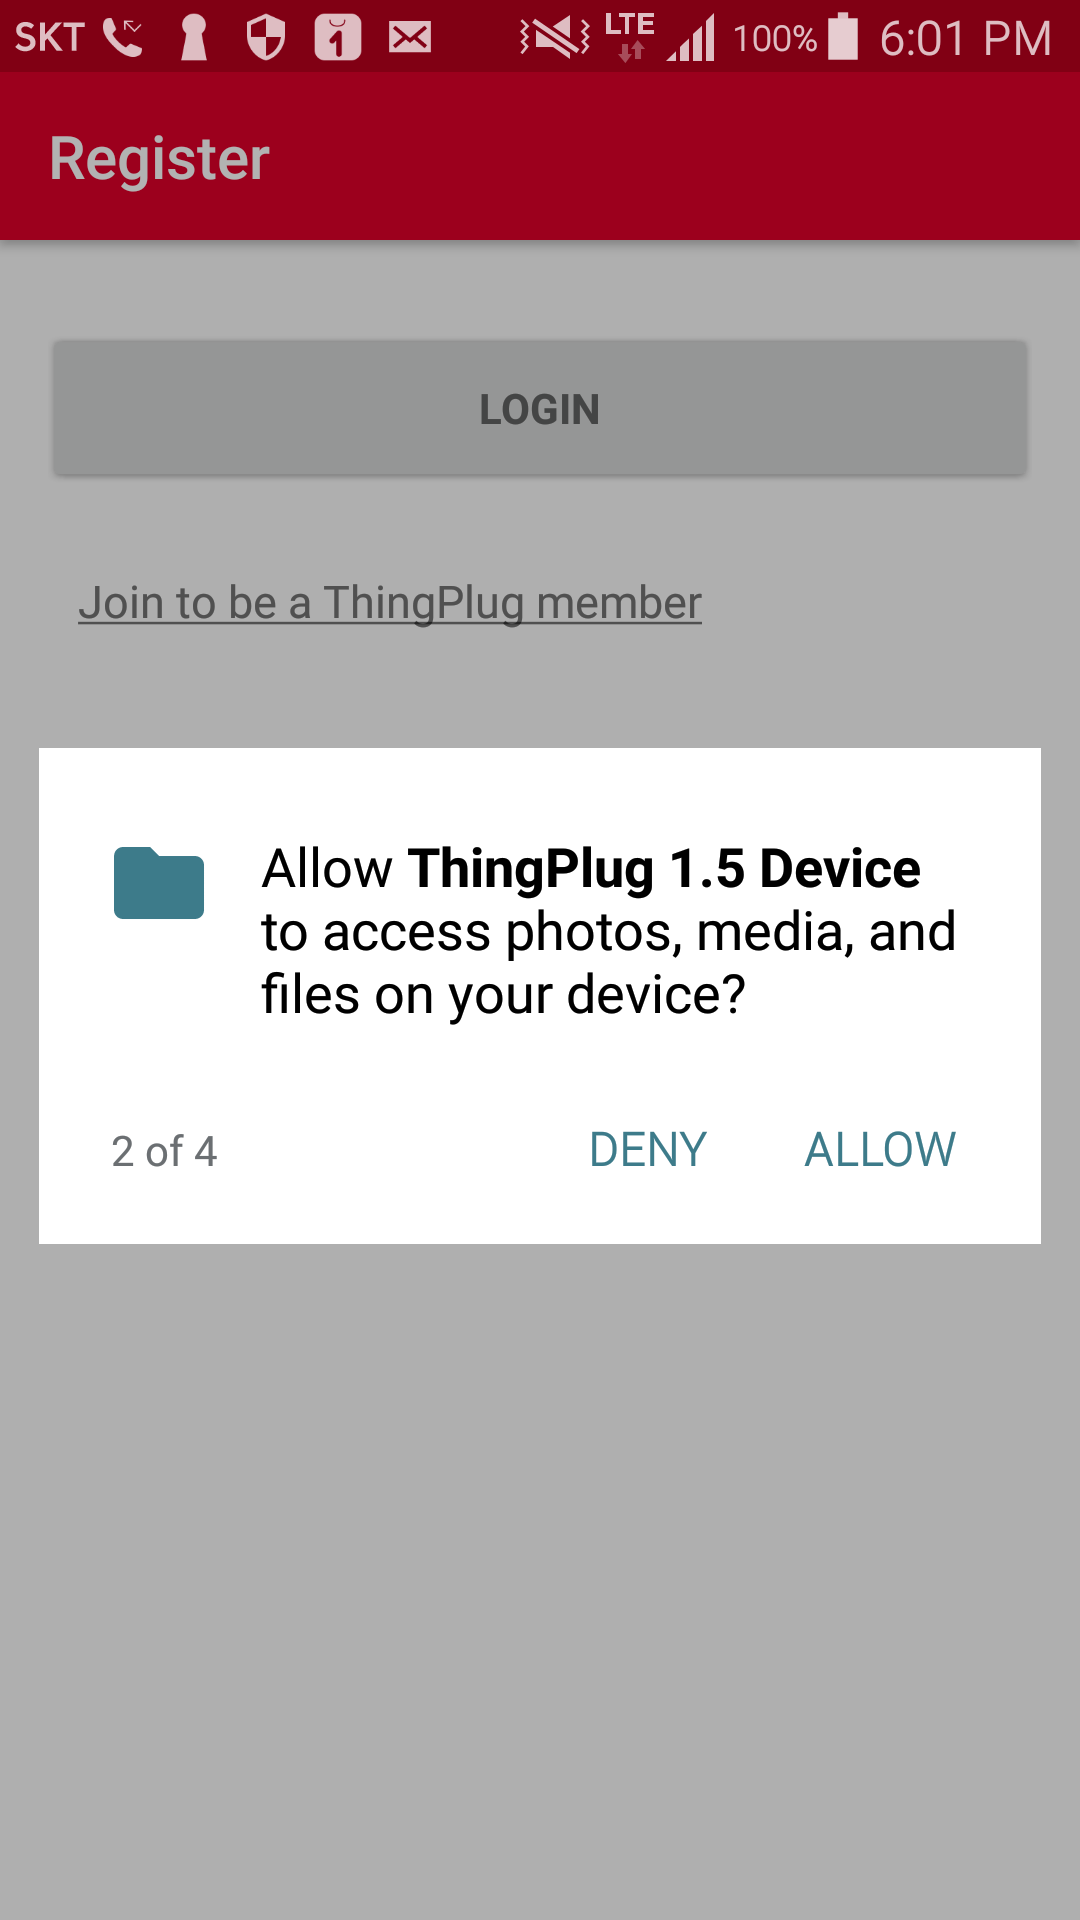 SKT 1 LTE 100% 6:01 PM
Register
LOGIN
Join to be a ThingPlug member
Allow ThingPlug 1.5 Device
to access photos, media, and
files on your device?
2 of 4 DENY ALLOW